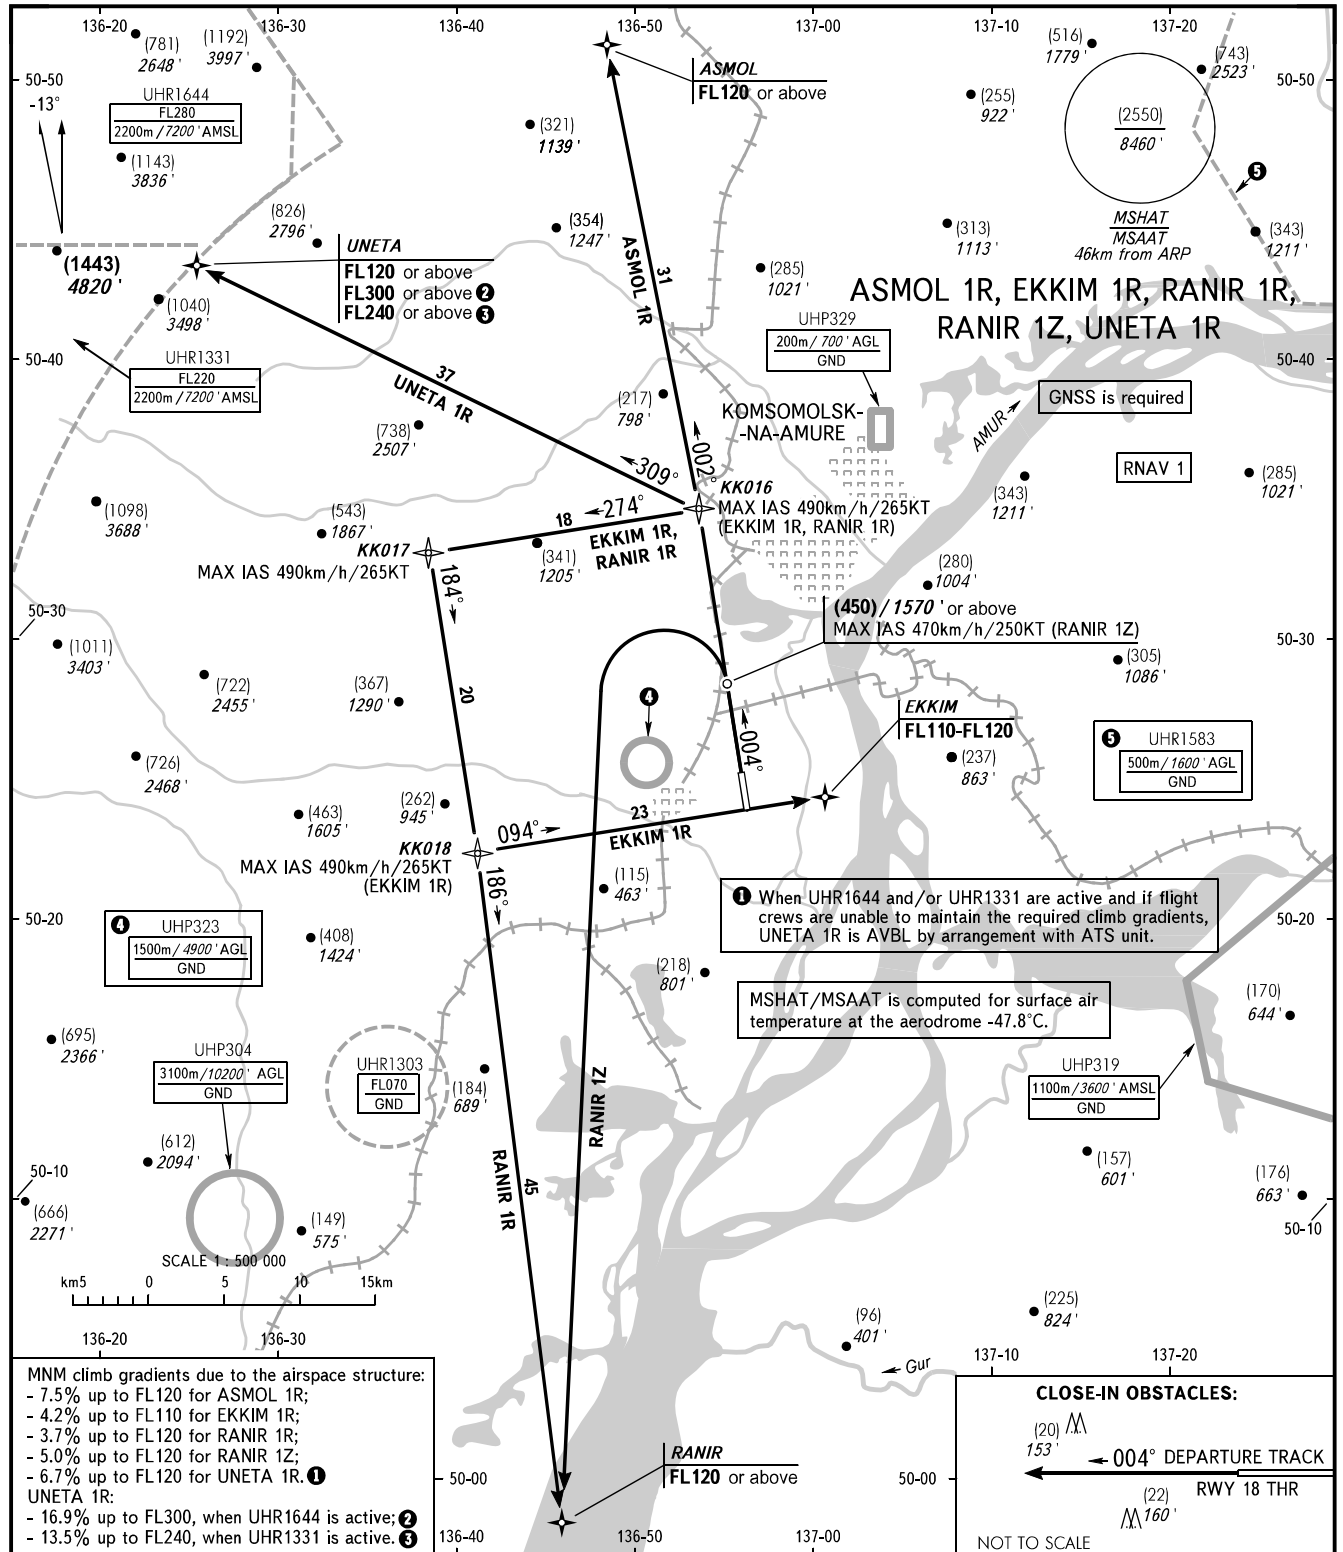 136-20
136-30
136-40
136-50
137-00
137-10
137-20
(781)
2648 '
(1192)
3997 '
50-50
-13°
UHR1644
FL280
2200m/7200 ' AMSL
(1143)
3836 '
ASMOL
FL120 or above
(321)
1139 '
(255)
922 '
(516)
1779 '
(743)
2523 '
50-50
(2550)
8460 '
5
MSHAT
MSAAT
46km from ARP
(343)
1211 '
(826)
2796 '
(354)
1247 '
(313)
1113 '
(285)
1021 '
(1443)
4820 '
UNETA
FL120 or above
FL300 or above 2
FL240 or above 3
(1040)
3498 '
ASMOL 1R
31
ASMOL 1R, EKKIM 1R, RANIR 1R,
RANIR 1Z, UNETA 1R
UHP329
200m/700 ' AGL
GND
50-40
UHR1331
FL220
2200m/7200 ' AMSL
50-40
37
UNETA 1R
(217)
798 '
KOMSOMOLSK-
-NA-AMURE
GNSS is required
AMUR
(738)
2507 '
RNAV 1
(285)
1021 '
(343)
1211 '
002°
309°
KK016
MAX IAS 490km/h/265KT
(EKKIM 1R, RANIR 1R)
(1098)
3688 '
(543)
1867 '
274°
18
EKKIM 1R,
RANIR 1R
KK017
MAX IAS 490km/h/265KT
(341)
1205 '
184°
(280)
1004 '
50-30
(450)/1570 ' or above
MAX IAS 470km/h/250KT (RANIR 1Z)
50-30
(1011)
3403 '
(305)
1086 '
(722)
2455 '
(367)
1290 '
20
4
EKKIM
FL110-FL120
004°
5 UHR1583
500m/1600 ' AGL
GND
(726)
2468 '
(237)
863 '
(463)
1605 '
(262)
945 '
094°
23
EKKIM 1R
KK018
MAX IAS 490km/h/265KT
(EKKIM 1R)
186°
(115)
463 '
1 When UHR1644 and/or UHR1331 are active and if flight
crews are unable to maintain the required climb gradients,
UNETA 1R is AVBL by arrangement with ATS unit.
50-20
50-20
4 UHP323
1500m/4900 ' AGL
GND
(408)
1424 '
(218)
801 '
MSHAT/MSAAT is computed for surface air
temperature at the aerodrome -47.8°C.
(170)
644 '
(695)
2366 '
UHP304
3100m/10200' AGL
GND
UHR1303
FL070
GND
(184)
689 '
RANIR 1Z
UHP319
1100m/3600 ' AMSL
GND
(612)
2094 '
RANIR 1R
45
(157)
601 '
(176)
663 '
50-10
50-10
(666)
2271 '
(149)
575 '
SCALE 1 : 500 000
km5 0 5 10 15km
(225)
824 '
(96)
401 '
Gur
136-20
136-30
137-10
137-20
MNM climb gradients due to the airspace structure:
- 7.5% up to FL120 for ASMOL 1R;
- 4.2% up to FL110 for EKKIM 1R;
- 3.7% up to FL120 for RANIR 1R;
- 5.0% up to FL120 for RANIR 1Z;
- 6.7% up to FL120 for UNETA 1R. 1
UNETA 1R:
- 16.9% up to FL300, when UHR1644 is active; 2
- 13.5% up to FL240, when UHR1331 is active. 3
50-00
RANIR
FL120 or above
50-00
136-40
136-50
137-00
CLOSE-IN OBSTACLES:
(20)
153 '
004° DEPARTURE TRACK
RWY 18 THR
(22)
160 '
NOT TO SCALE